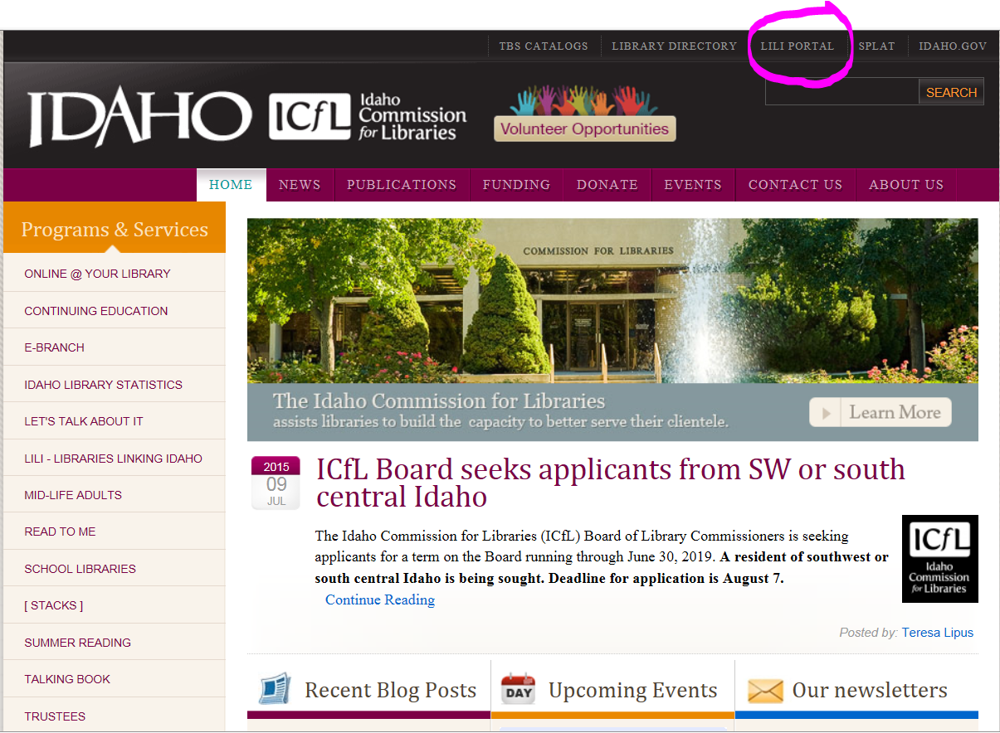 TBS CATALOGS LIBRARY DIRECTORY LILI PORTAL SPLAT IDAHO.GOV
IDAHO ICfL Idaho Commission for Libraries
Volunteer Opportunities
SEARCH
HOME NEWS PUBLICATIONS FUNDING DONATE EVENTS CONTACT US ABOUT US
Programs & Services
ONLINE @ YOUR LIBRARY
CONTINUING EDUCATION
E-BRANCH
IDAHO LIBRARY STATISTICS
LET'S TALK ABOUT IT
LILI - LIBRARIES LINKING IDAHO
MID-LIFE ADULTS
READ TO ME
SCHOOL LIBRARIES
[ STACKS ]
SUMMER READING
TALKING BOOK
TRUSTEES
COMMISSION FOR LIBRARIES
The Idaho Commission for Libraries
assists libraries to build the capacity to better serve their clientele.
Learn More
2015
09
JUL
ICfL Board seeks applicants from SW or south
central Idaho
The Idaho Commission for Libraries (ICfL) Board of Library Commissioners is seeking
applicants for a term on the Board running through June 30, 2019. A resident of southwest or
south central Idaho is being sought. Deadline for application is August 7.
Continue Reading
ICfL
Idaho
Commission
for Libraries
Posted by: Teresa Lipus
Recent Blog Posts
DAY
Upcoming Events
Our newsletters